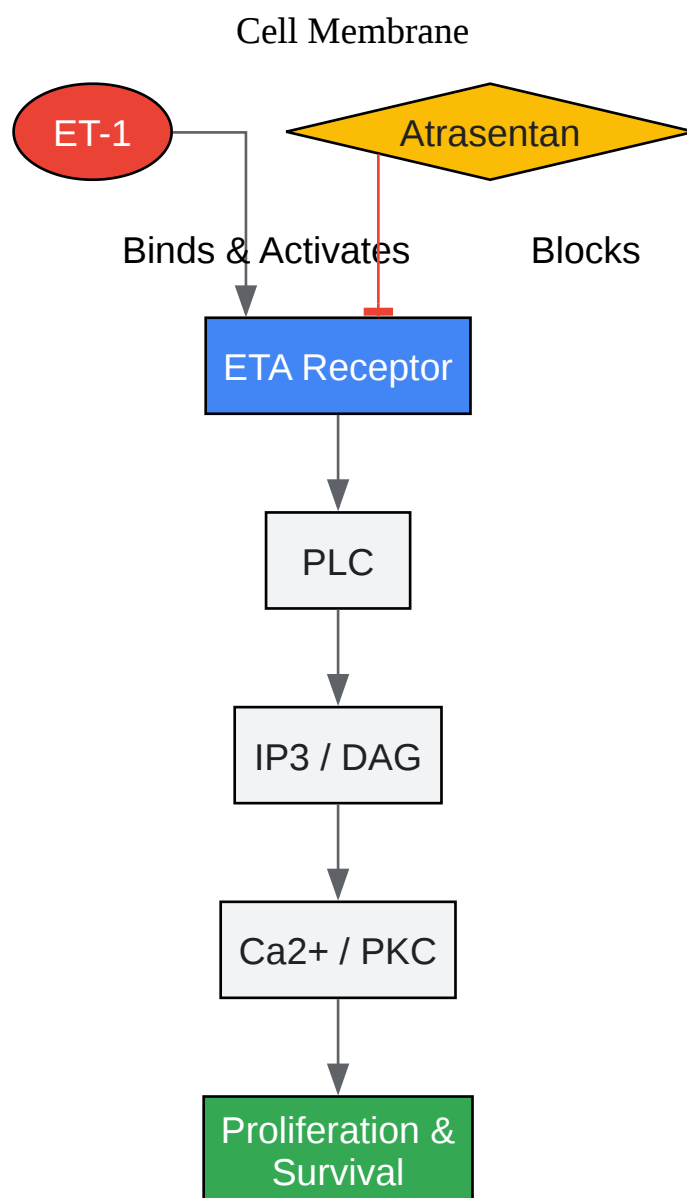 Cell Membrane
ET-1
Atrasentan
Binds & Activates
Blocks
ETA Receptor
PLC
IP3 / DAG
Ca2+ / PKC
Proliferation &
Survival